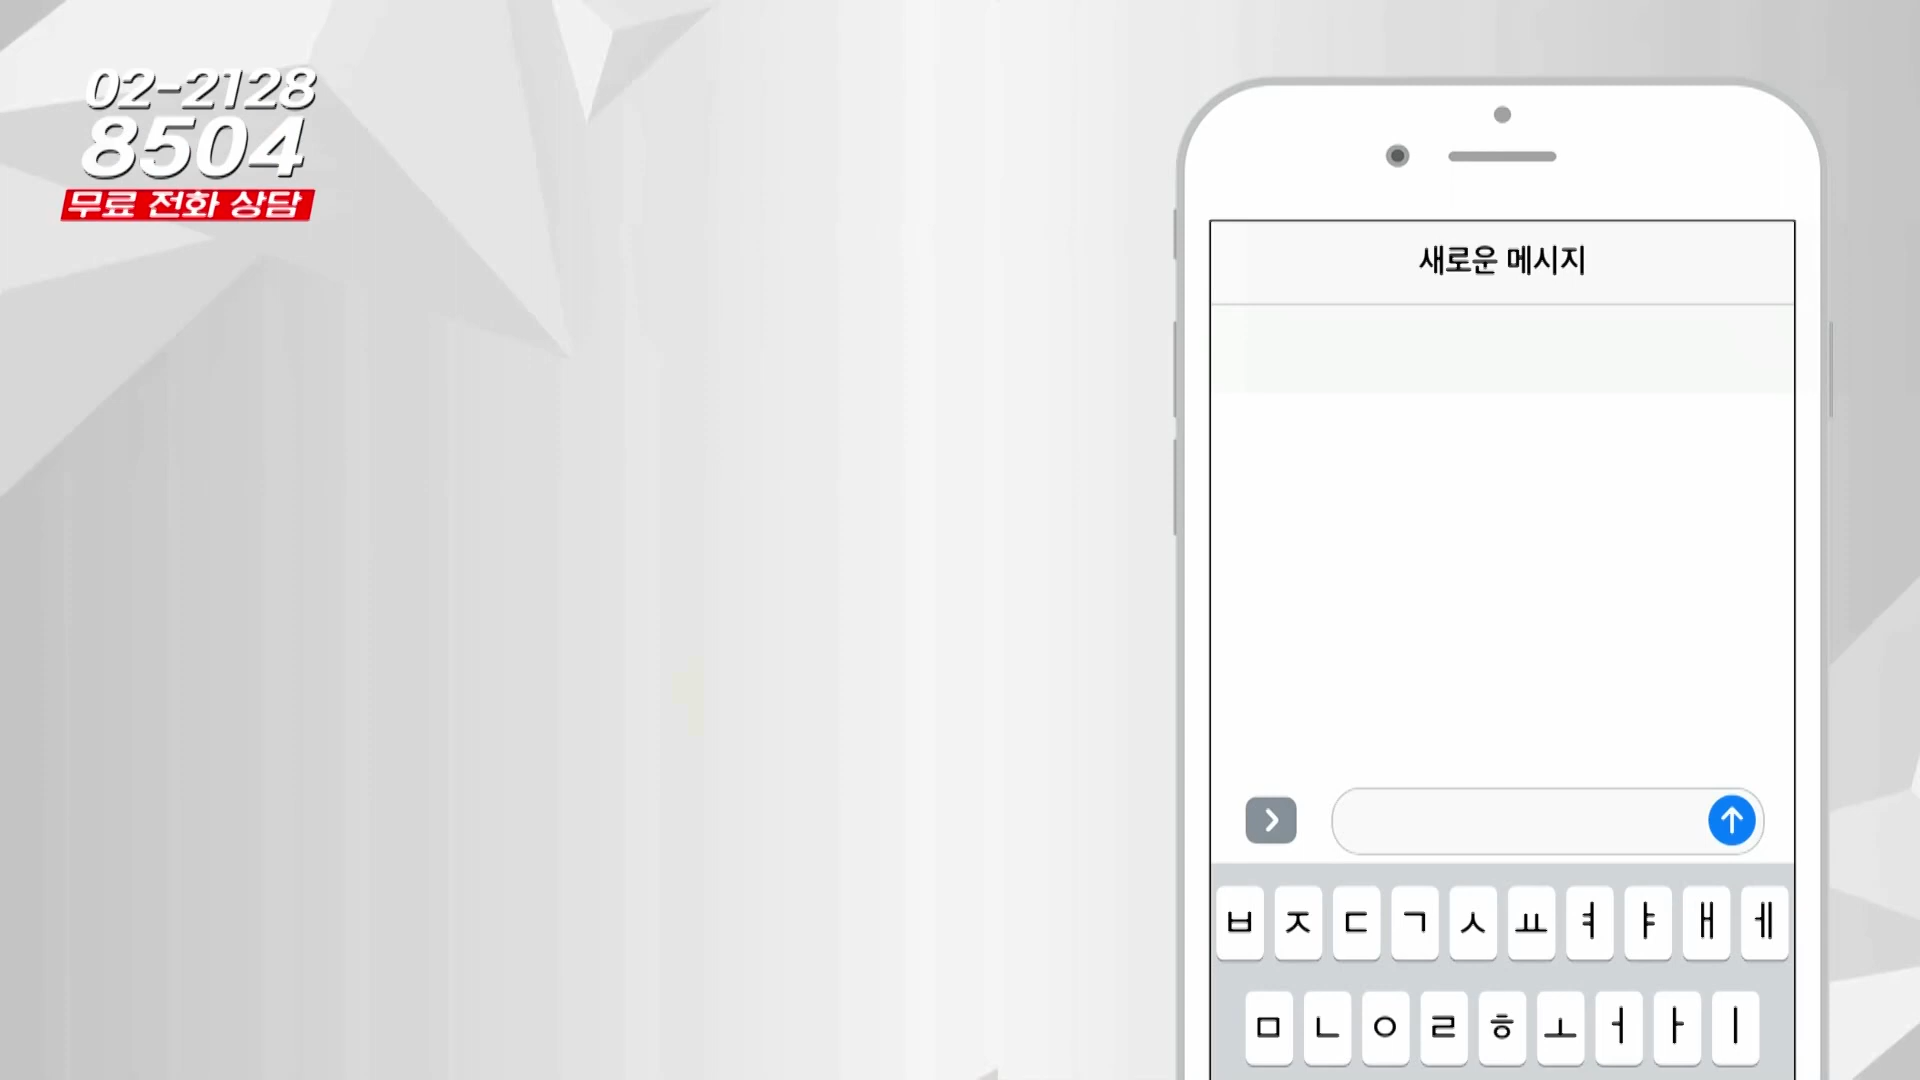 02-2128
8504
무료 전화 상담
새로운 메시지
ㅂ ㅈ ㄷ ㄱ ㅅ ㅛ ㅕ ㅑ ㅐ ㅔ
ㅁ ㄴ ㅇ ㄹ ㅎ ㅗ ㅓ ㅏ ㅣ